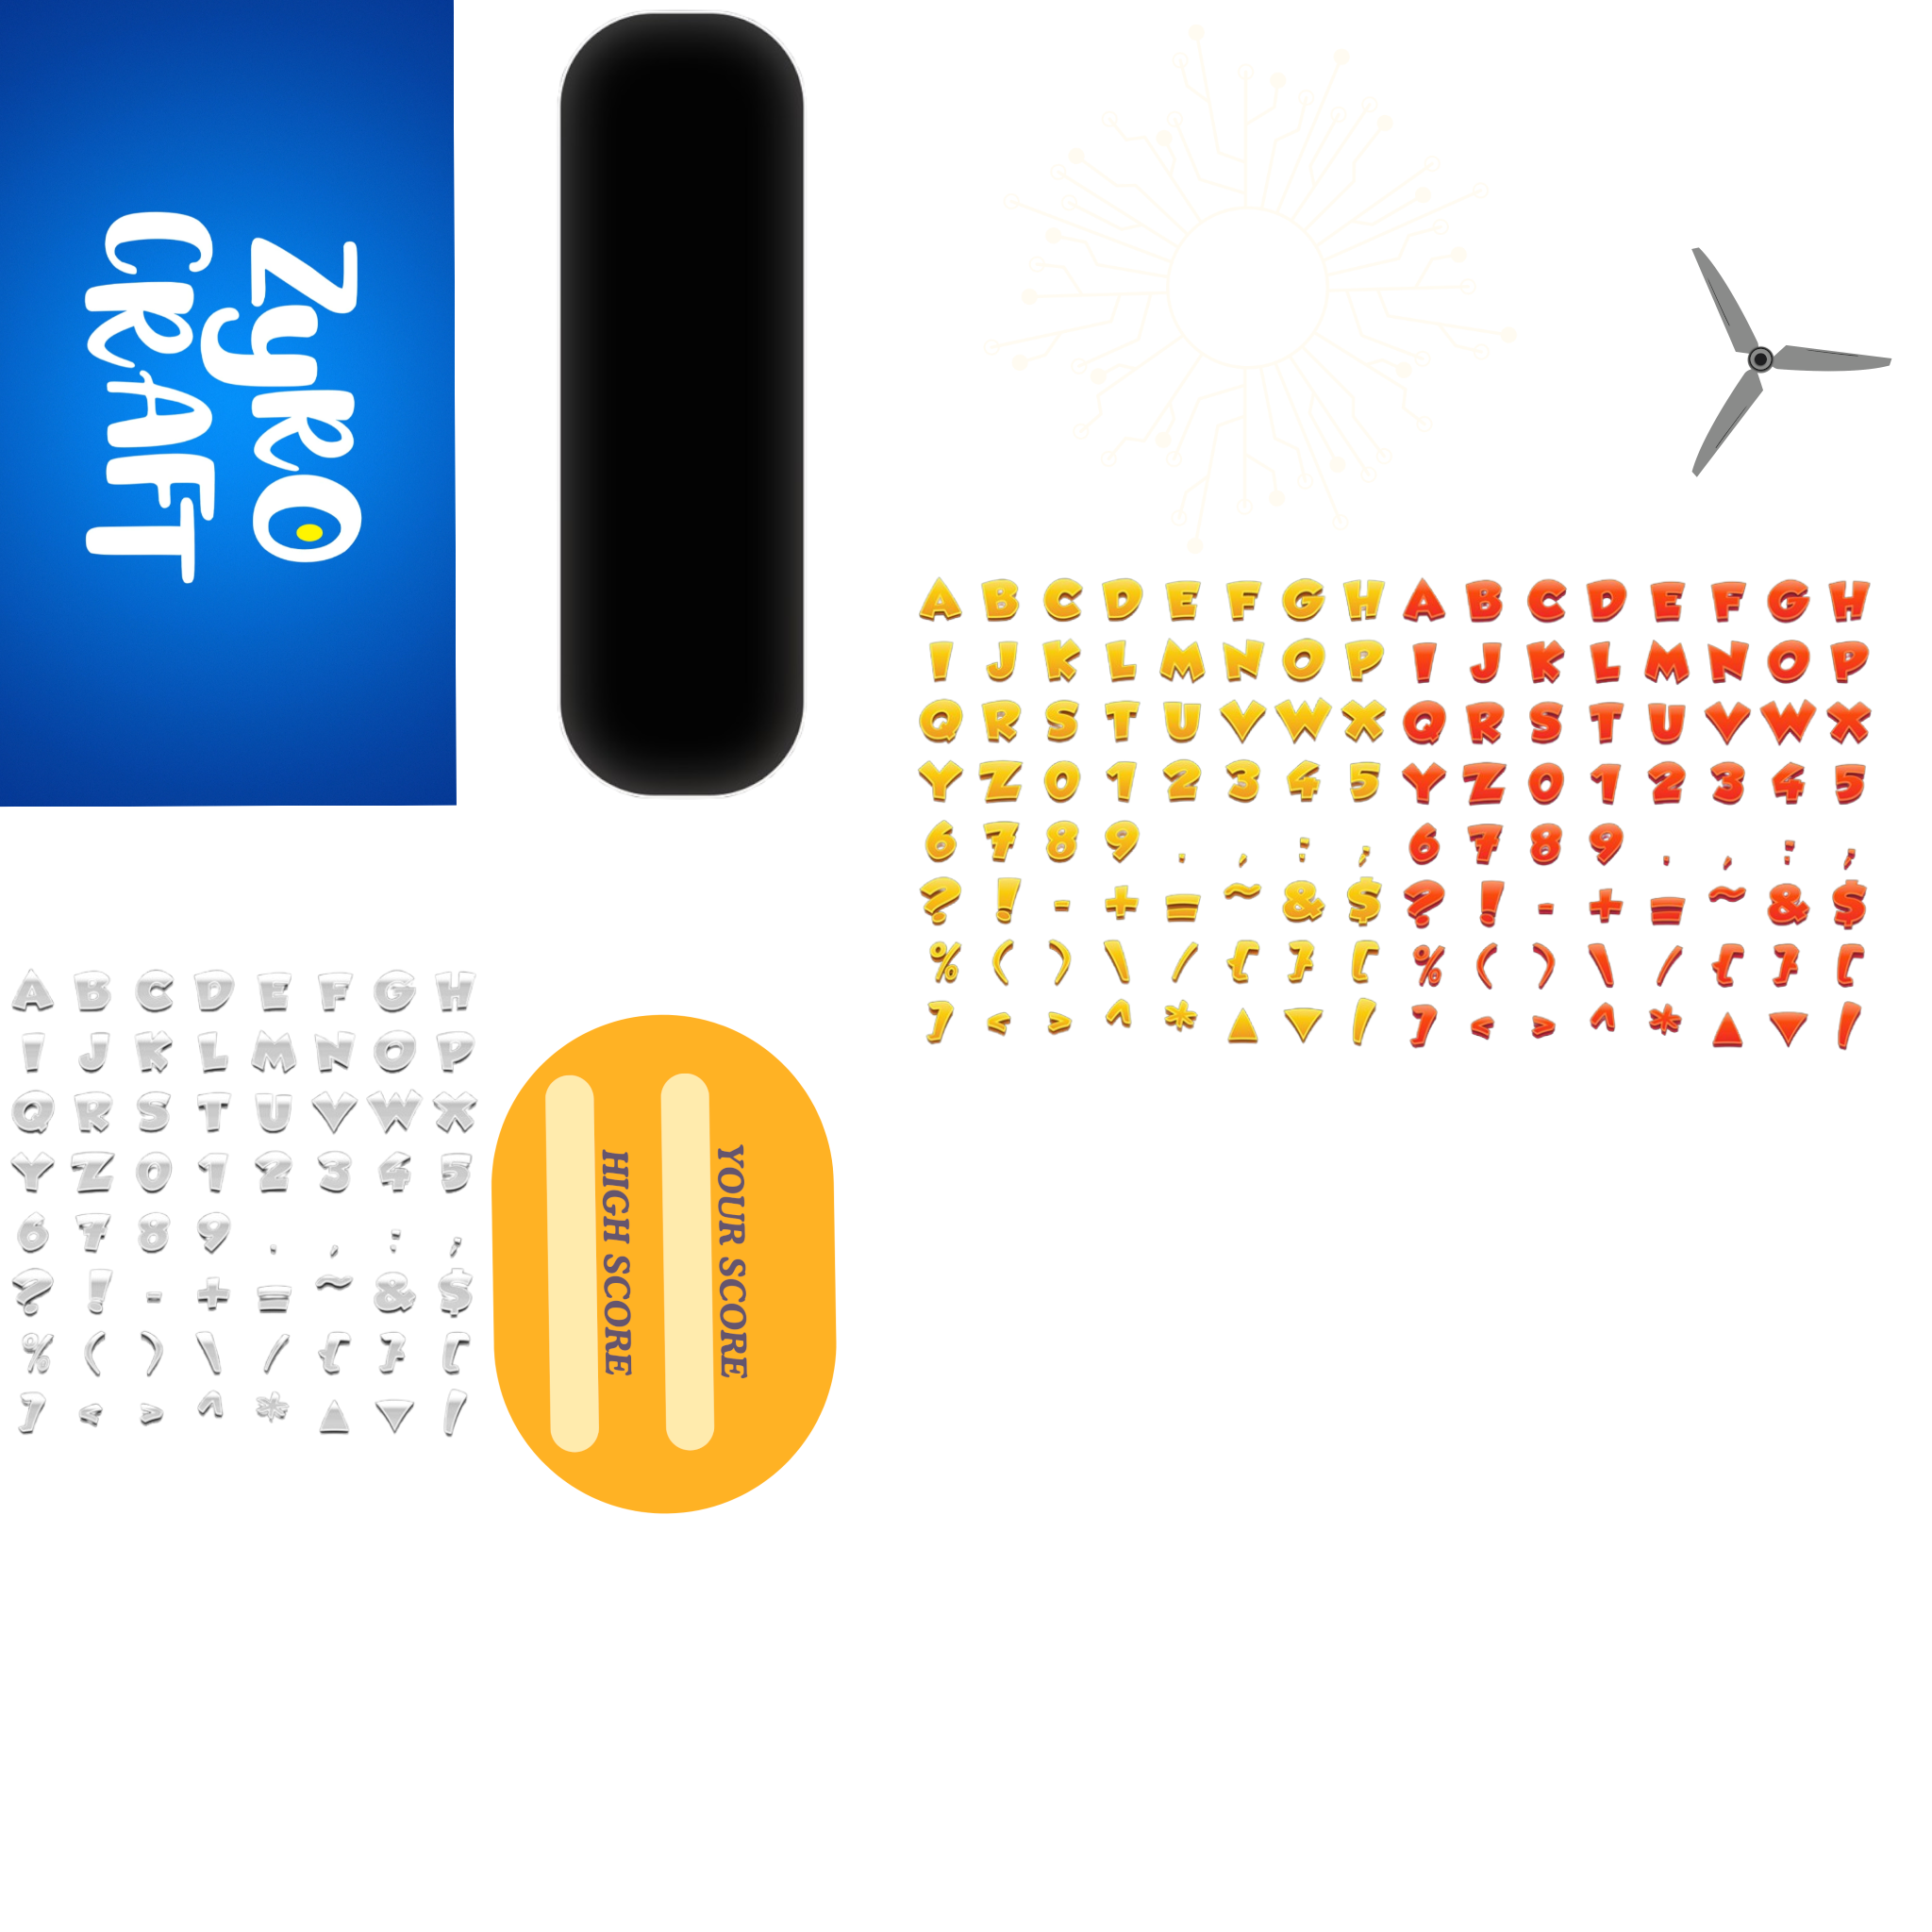 ZyKO
CRAFT
A B C D E F G H
I J K L M N O P
Q R S T U V W X
Y Z 0 1 2 3 4 5
6 7 8 9 . , : ;
? ! - + = ~ & $
% ( ) \ / { } [
] < > ^ * ▲ ▼ |
A B C D E F G H
I J K L M N O P
Q R S T U V W X
Y Z 0 1 2 3 4 5
6 7 8 9 . , : ;
? ! - + = ~ & $
% ( ) \ / { } [
] < > ^ * ▲ ▼ |
A B C D E F G H
I J K L M N O P
Q R S T U V W X
Y Z 0 1 2 3 4 5
6 7 8 9 . , : ;
? ! - + = ~ & $
% ( ) \ / { } [
] < > ^ * ▲ ▼ |
YOUR SCORE
HIGH SCORE